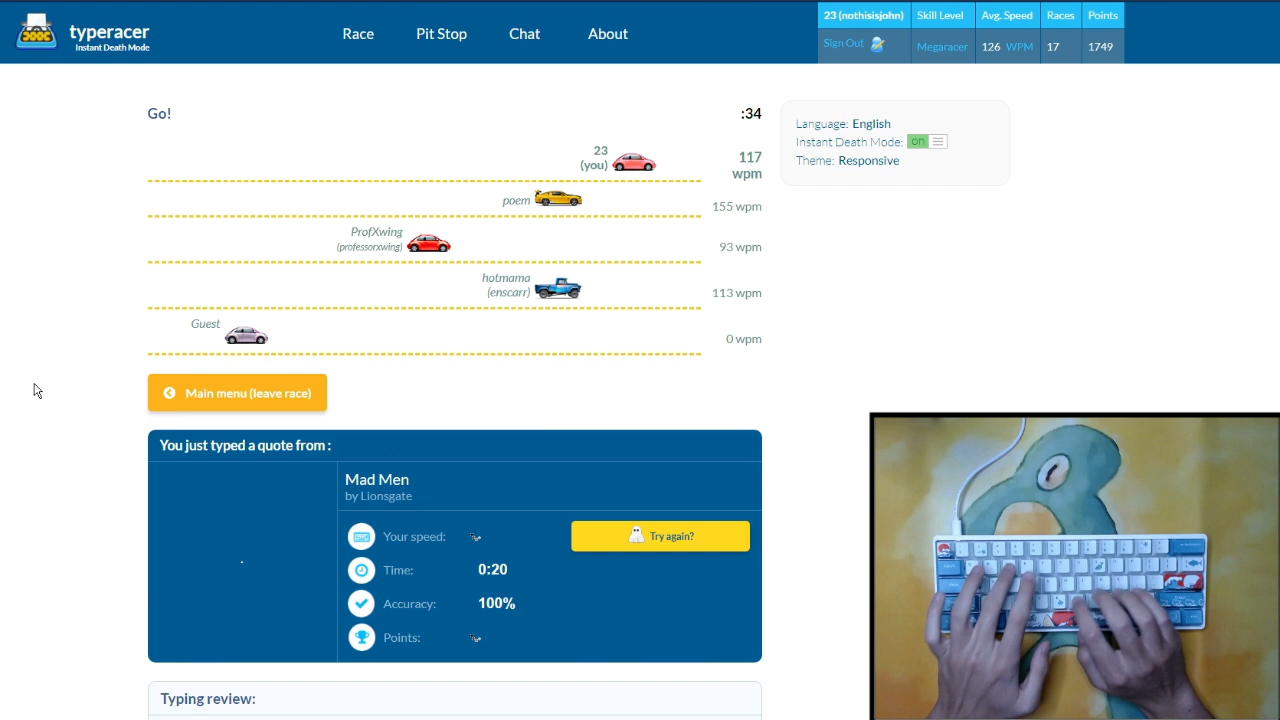 typeracer
Instant Death Mode
Race
Pit Stop
Chat
About
23 (nothisisjohn)
Skill Level
Avg. Speed
Races
Points
Sign Out
Megaracer
126 WPM
17
1749
Go!
:34
23
(you)
117
wpm
poem
155 wpm
ProfXwing
(professorxwing)
93 wpm
hotmama
(enscarr)
113 wpm
Guest
0 wpm
Language: English
Instant Death Mode: on
Theme: Responsive
Main menu (leave race)
You just typed a quote from :
Mad Men
by Lionsgate
Your speed:
Try again?
Time: 0:20
Accuracy: 100%
Points:
Typing review: